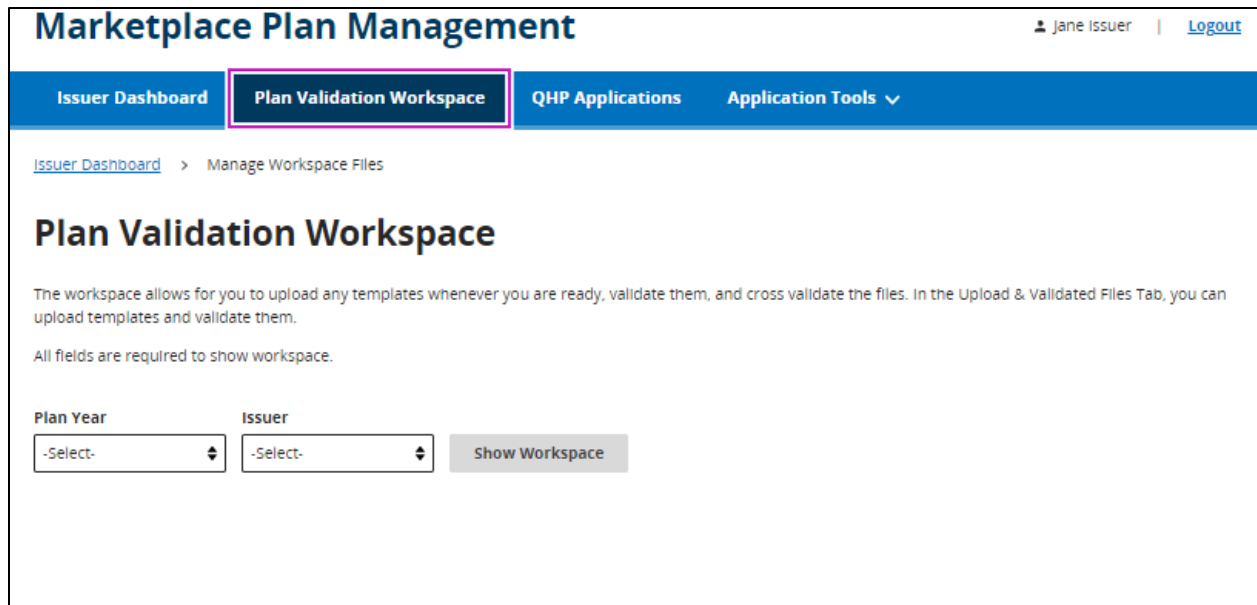 Marketplace Plan Management
Jane Issuer | Logout
Issuer Dashboard Plan Validation Workspace QHP Applications Application Tools
Issuer Dashboard > Manage Workspace Files
Plan Validation Workspace
The workspace allows for you to upload any templates whenever you are ready, validate them, and cross validate the files. In the Upload & Validated Files Tab, you can
upload templates and validate them.
All fields are required to show workspace.
Plan Year Issuer
-Select- -Select- Show Workspace